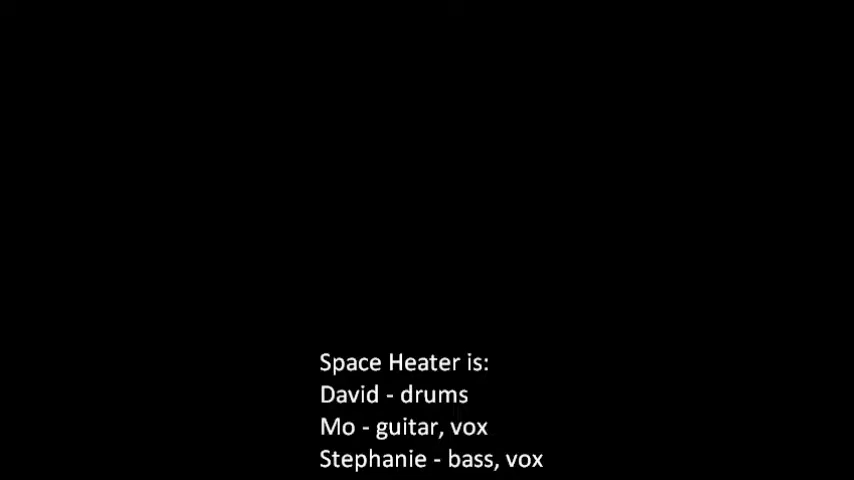 Space Heater is:
David - drums
Mo - guitar, vox
Stephanie - bass, vox